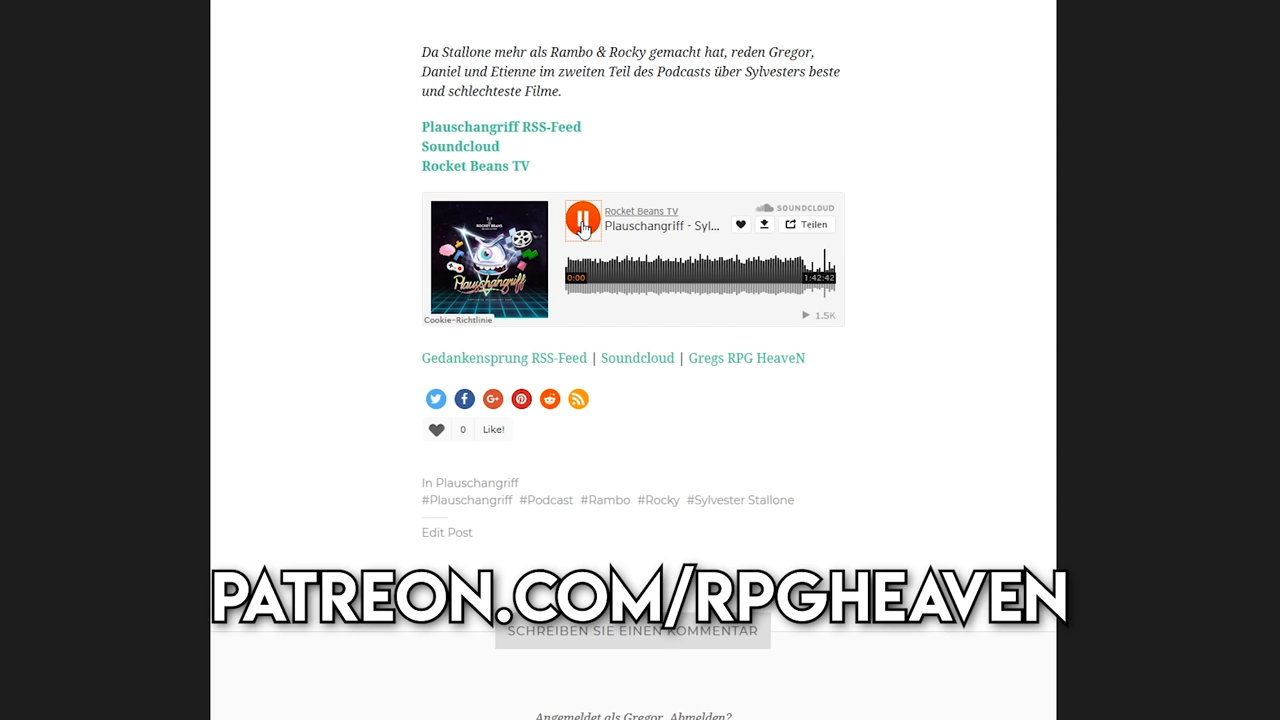 Da Stallone mehr als Rambo & Rocky gemacht hat, reden Gregor,
Daniel und Etienne im zweiten Teil des Podcasts über Sylvesters beste
und schlechteste Filme.
Plauschangriff RSS-Feed
Soundcloud
Rocket Beans TV
ROCKET BEANS
Plauschangriff
Cookie-Richtlinie
Rocket Beans TV
Plauschangriff - Syl...
SOUNDCLOUD
Teilen
0:00
1:42:42
1.5K
Gedankensprung RSS-Feed | Soundcloud | Gregs RPG HeaveN
0 Like!
In Plauschangriff
#Plauschangriff #Podcast #Rambo #Rocky #Sylvester Stallone
Edit Post
PATREON.COM/RPGHEAVEN
SCHREIBEN SIE EINEN KOMMENTAR
Angemeldet als Gregor. Abmelden?